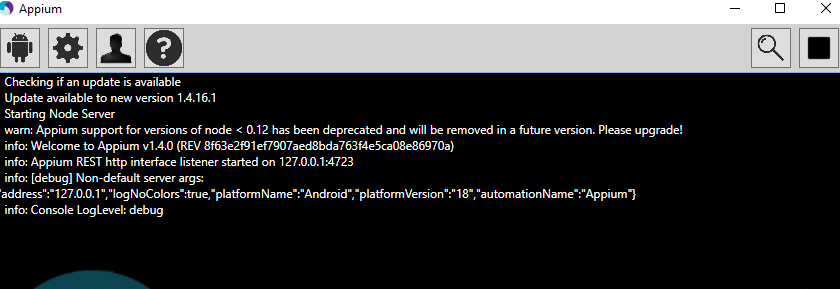 Appium
Checking if an update is available
Update available to new version 1.4.16.1
Starting Node Server
warn: Appium support for versions of node < 0.12 has been deprecated and will be removed in a future version. Please upgrade!
info: Welcome to Appium v1.4.0 (REV 8f63e2f91ef7907aed8bda763f4e5ca08e86970a)
info: Appium REST http interface listener started on 127.0.0.1:4723
info: [debug] Non-default server args:
"address":"127.0.0.1","logNoColors":true,"platformName":"Android","platformVersion":"18","automationName":"Appium"}
info: Console LogLevel: debug